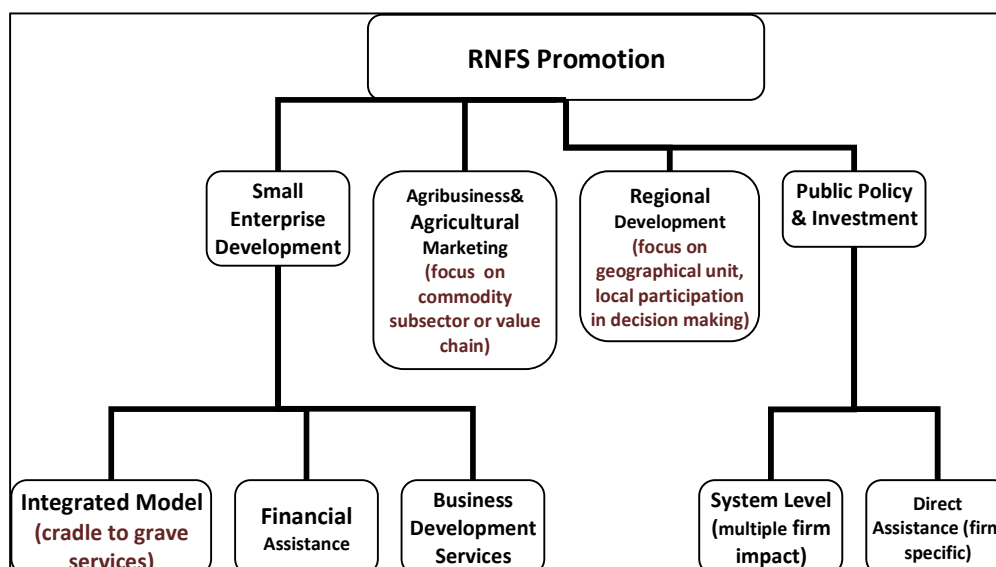 RNFS Promotion
Small
Enterprise
Development
Agribusiness&
Agricultural
Marketing
(focus on
commodity
subsector or value
chain)
Regional
Development
(focus on
geographical unit,
local participation
in decision making)
Public Policy
& Investment
Integrated Model
(cradle to grave
services)
Financial
Assistance
Business
Development
Services
System Level
(multiple firm
impact)
Direct
Assistance (firm
specific)